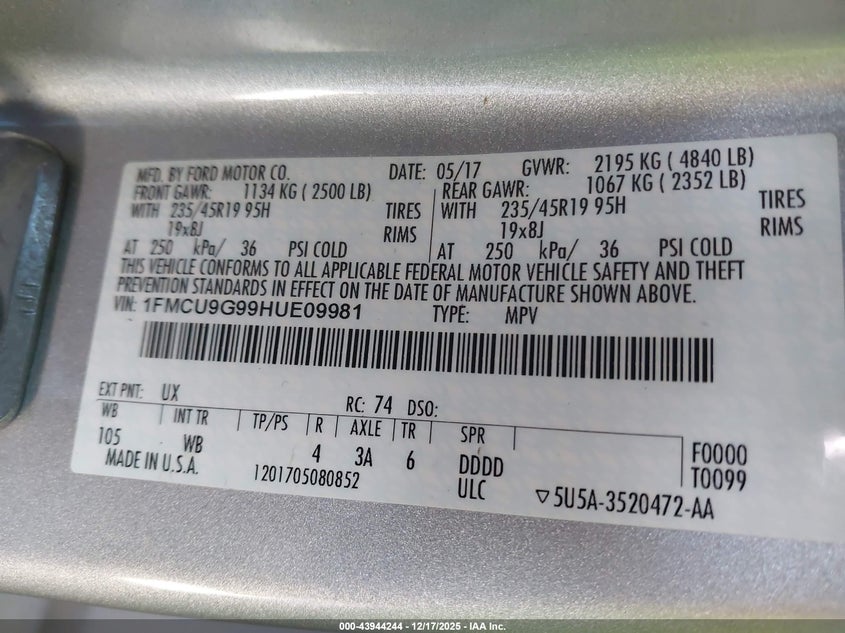 MFD. BY FORD MOTOR CO. DATE: 05/17 GVWR: 2195 KG ( 4840 LB)
FRONT GAWR: 1134 KG ( 2500 LB) REAR GAWR: 1067 KG ( 2352 LB)
WITH 235/45R19 95H TIRES WITH 235/45R19 95H TIRES
19x8J RIMS 19x8J RIMS
AT 250 kPa/ 36 PSI COLD AT 250 kPa/ 36 PSI COLD
THIS VEHICLE CONFORMS TO ALL APPLICABLE FEDERAL MOTOR VEHICLE SAFETY AND THEFT
PREVENTION STANDARDS IN EFFECT ON THE DATE OF MANUFACTURE SHOWN ABOVE.
VIN: 1FMCU9G99HUE09981 TYPE: MPV
EXT PNT: UX RC: 74 DSO:
WB INT TR TP/PS R AXLE TR SPR
105 WB 4 3A 6 DDDD F0000
MADE IN U.S.A. 1201705080852 ULC T0099
▽5U5A-3520472-AA
000-43944244 - 12/17/2025 - IAA Inc.